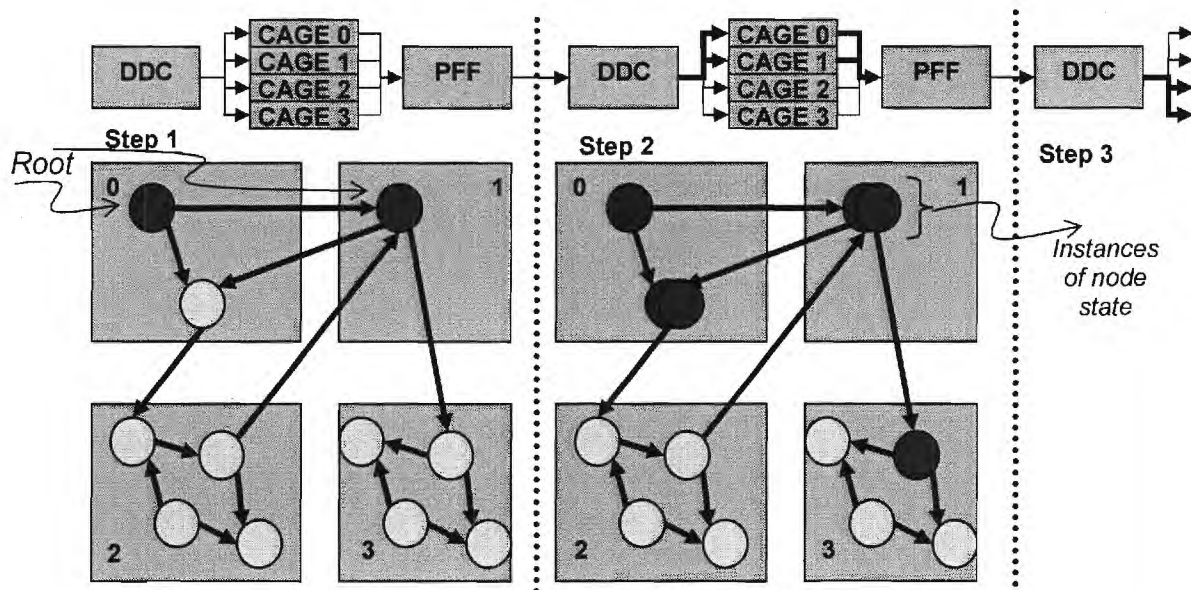 DDC
CAGE 0
CAGE 1
CAGE 2
CAGE 3
PFF
DDC
CAGE 0
CAGE 1
CAGE 2
CAGE 3
PFF
DDC
Step 1
Step 2
Step 3
Root
0
1
0
1
Instances
of node
state
2
3
2
3